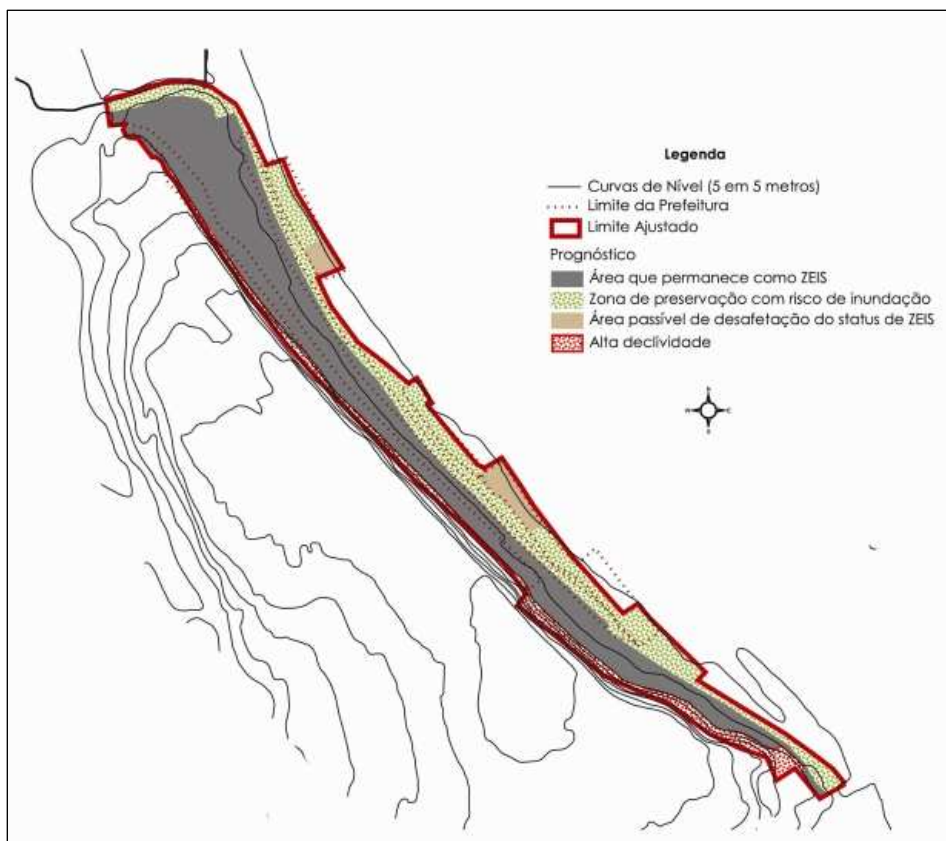 Legenda
Curvas de Nível (5 em 5 metros)
Limite da Prefeitura
Limite Ajustado
Prognóstico
Área que permanece como ZEIS
Zona de preservação com risco de inundação
Área passível de desafetação do status de ZEIS
Alta declividade